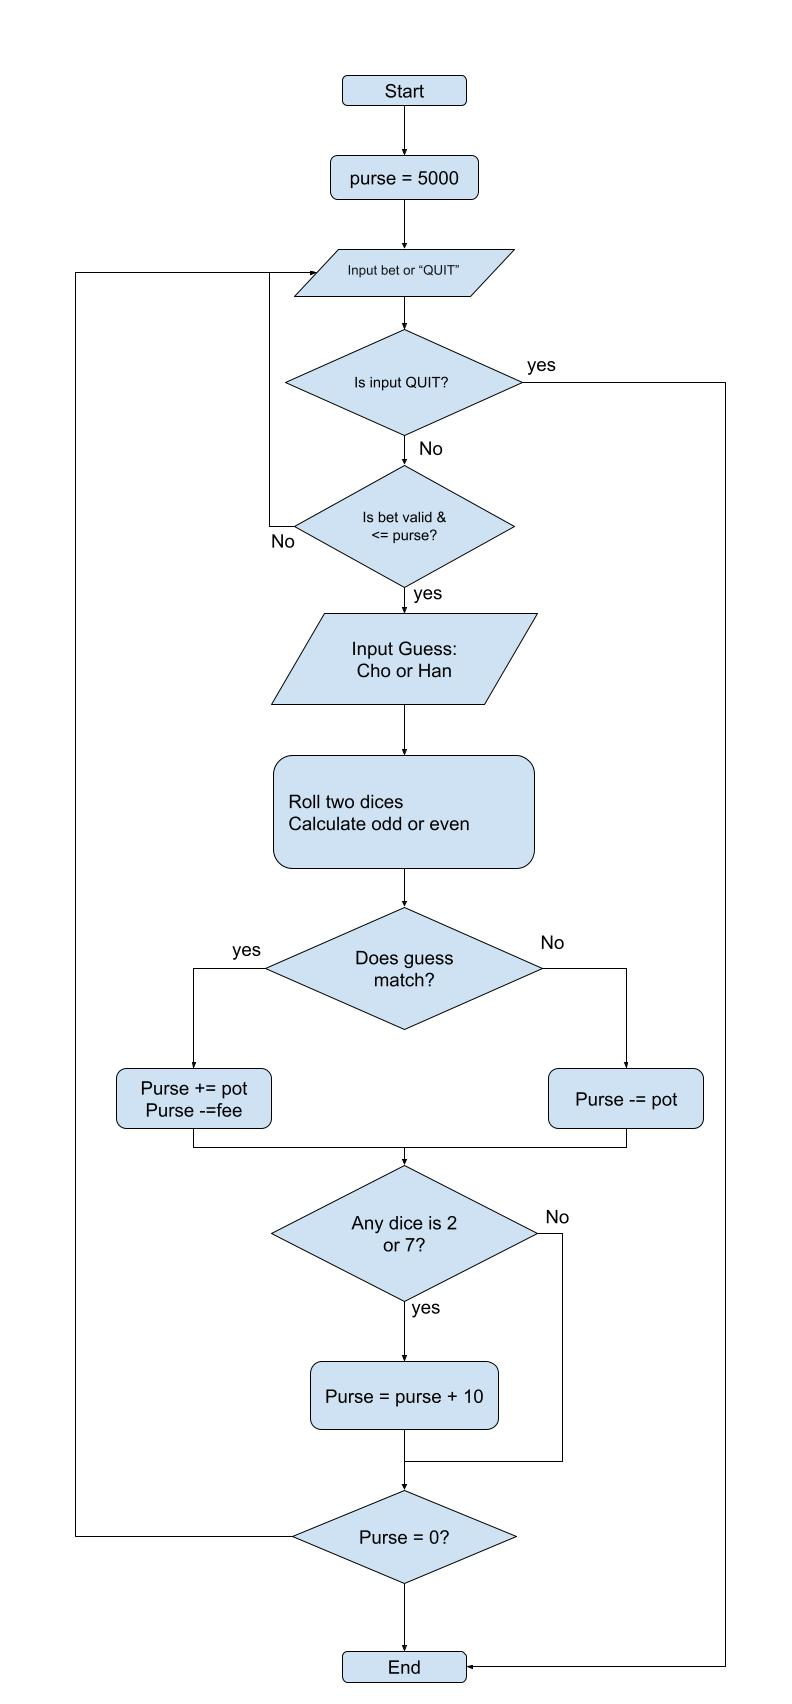 Start
purse = 5000
Input bet or “QUIT”
Is input QUIT?
yes
No
Is bet valid &
<= purse?
No
yes
Input Guess:
Cho or Han
Roll two dices
Calculate odd or even
Does guess
match?
yes
No
Purse += pot
Purse -=fee
Purse -= pot
Any dice is 2
or 7?
No
yes
Purse = purse + 10
Purse = 0?
End